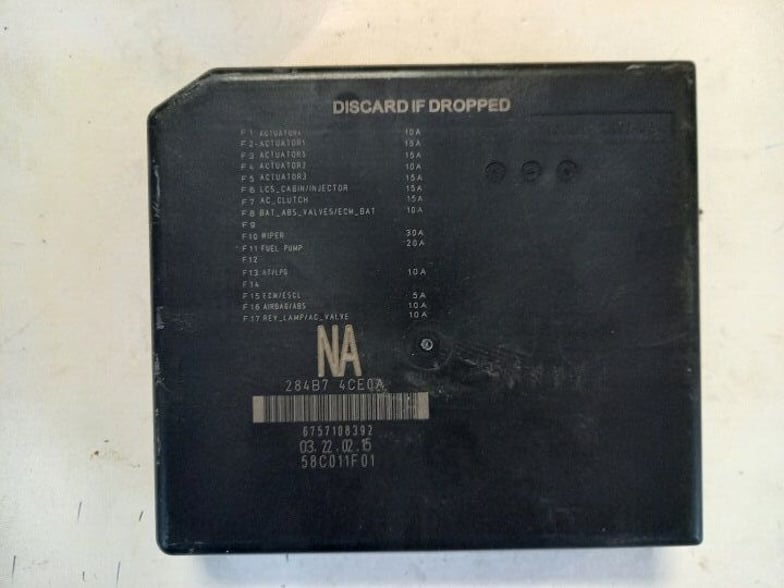 DISCARD IF DROPPED
F1 ACTUATOR4 10A
F2-ACTUATOR1 15A
F3 ACTUATOR5 15A
F4 ACTUATOR2 10A
F5 ACTUATOR3 15A
F6 LCS_CABIN/INJECTOR 15A
F7 AC_CLUTCH 15A
F8 BAT_ABS_VALVES/ECM_BAT 10A
F9
F10 WIPER 30A
F11 FUEL PUMP 20A
F12
F13 AT/LPG 10A
F14
F15 ECM/ESCL 5A
F16 AIRBAG/ABS 10A
F17 REV_LAMP/AC_VALVE 10A
NA
284B7 4CE0A
6757108392
03.22.02.15
58C011F01